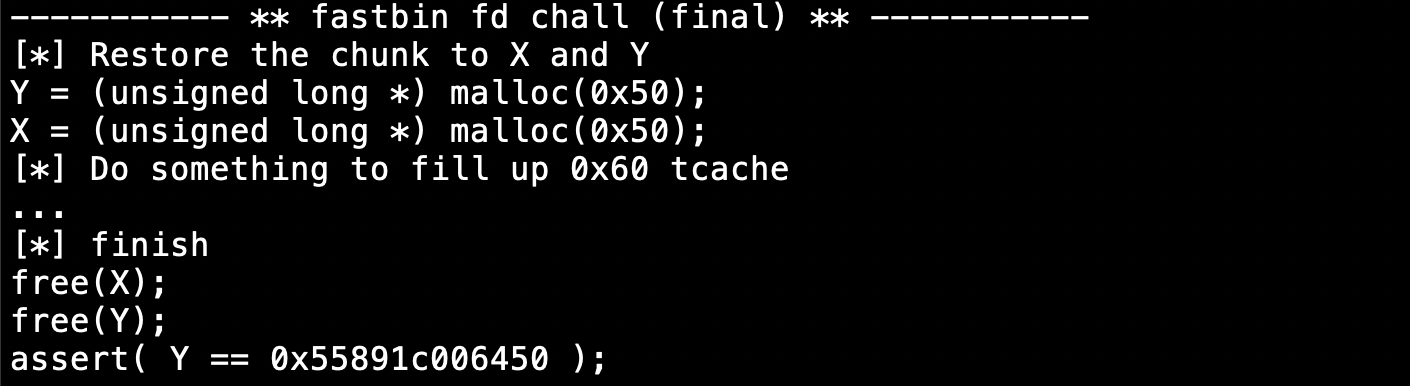 ----------- ** fastbin fd chall (final) ** -----------
[*] Restore the chunk to X and Y
Y = (unsigned long *) malloc(0x50);
X = (unsigned long *) malloc(0x50);
[*] Do something to fill up 0x60 tcache
...
[*] finish
free(X);
free(Y);
assert( Y == 0x55891c006450 );